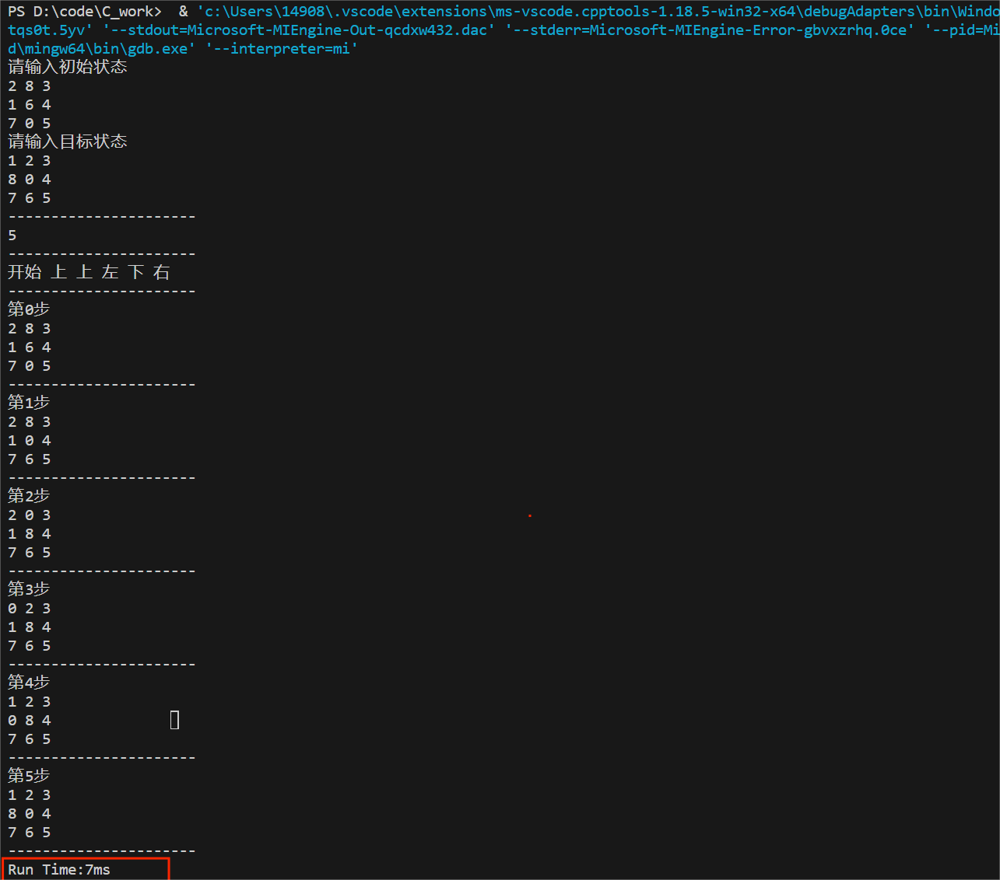 PS D:\code\C_work>  & 'c:\Users\14908\.vscode\extensions\ms-vscode.cpptools-1.18.5-win32-x64\debugAdapters\bin\Windo
tqs0t.5yv' '--stdout=Microsoft-MIEngine-Out-qcdxw432.dac' '--stderr=Microsoft-MIEngine-Error-gbvxzrhq.0ce' '--pid=Mi
d\mingw64\bin\gdb.exe' '--interpreter=mi'
请输入初始状态
2 8 3
1 6 4
7 0 5
请输入目标状态
1 2 3
8 0 4
7 6 5
----------------------
5
----------------------
开始 上 上 左 下 右
----------------------
第0步
2 8 3
1 6 4
7 0 5
----------------------
第1步
2 8 3
1 0 4
7 6 5
----------------------
第2步
2 0 3
1 8 4
7 6 5
----------------------
第3步
0 2 3
1 8 4
7 6 5
----------------------
第4步
1 2 3
0 8 4
7 6 5
----------------------
第5步
1 2 3
8 0 4
7 6 5
----------------------
Run Time:7ms